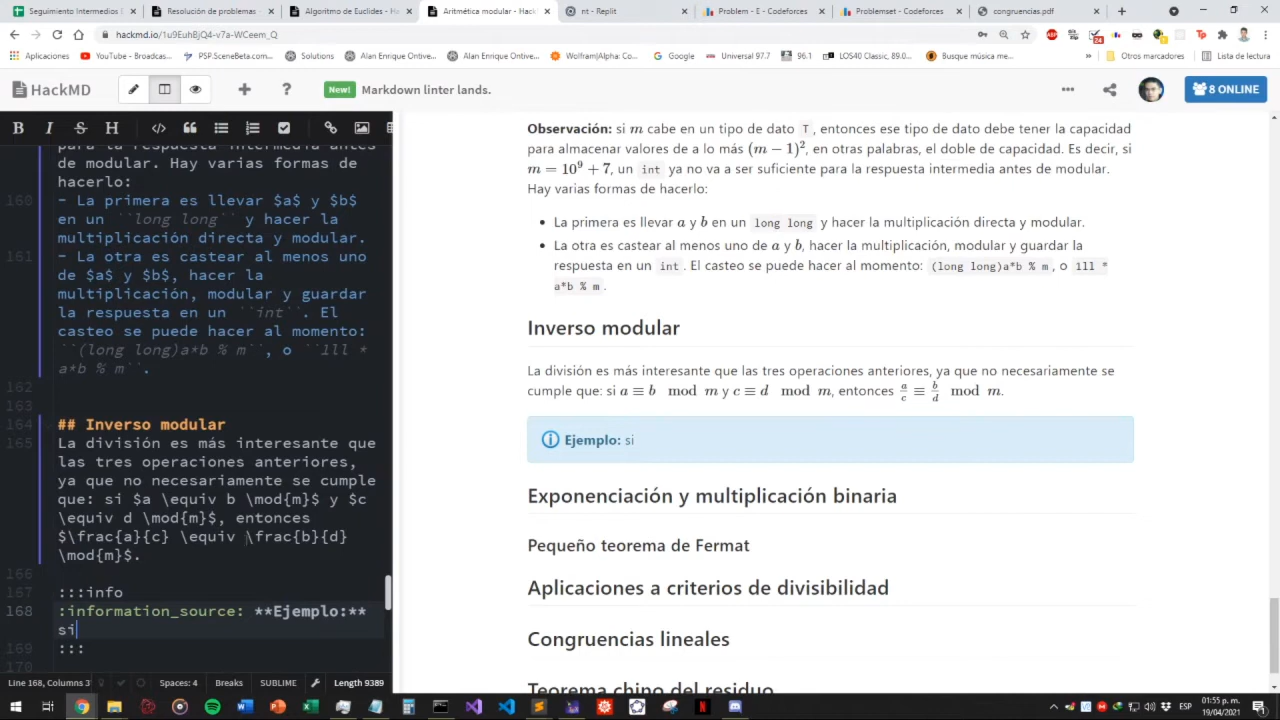 Seguimiento Intermedios
Resolución de problemas -
Algoritmo de Euclides - Ha
Aritmética modular - HackM
nt - Replit
Problem - E - Codeforces
Problemset - Codeforces
congruencias.pdf
hackmd.io/1u9EuhBjQ4-v7a-WCeem_Q
24
Aplicaciones
YouTube - Broadcas...
PSP.SceneBeta.com...
Solutions
Alan Enrique Ontive...
Alan Enrique Ontive...
Wolfram|Alpha: Co...
Google
Universal 97.7
96.1
LOS40 Classic, 89.0...
Busque música me...
»
Otros marcadores
Lista de lectura
HackMD
New! Markdown linter lands.
8 ONLINE
B I S H
para la respuesta intermedia antes
de modular. Hay varias formas de
hacerlo:
160 - La primera es llevar $a$ y $b$
en un ``long long`` y hacer la
multiplicación directa y modular.
161 - La otra es castear al menos uno
de $a$ y $b$, hacer la
multiplicación, modular y guardar
la respuesta en un ``int``. El
casteo se puede hacer al momento:
``(long long)a*b % m``, o ``1ll *
a*b % m``.
162
163
164 ## Inverso modular
165 La división es más interesante que
las tres operaciones anteriores,
ya que no necesariamente se cumple
que: si $a \equiv b \mod{m}$ y $c
\equiv d \mod{m}$, entonces
$\frac{a}{c} \equiv \frac{b}{d}
\mod{m}$.
166
167 :::info
168 :information_source: **Ejemplo:**
si
169 :::
170
Line 168, Columns 3
Spaces: 4
Breaks
SUBLIME
Length 9389
Observación: si m cabe en un tipo de dato T, entonces ese tipo de dato debe tener la capacidad
para almacenar valores de a lo más (m − 1)², en otras palabras, el doble de capacidad. Es decir, si
m = 10⁹ + 7, un int ya no va a ser suficiente para la respuesta intermedia antes de modular.
Hay varias formas de hacerlo:
• La primera es llevar a y b en un long long y hacer la multiplicación directa y modular.
• La otra es castear al menos uno de a y b, hacer la multiplicación, modular y guardar la
respuesta en un int. El casteo se puede hacer al momento: (long long)a*b % m, o 1ll *
a*b % m.
Inverso modular
La división es más interesante que las tres operaciones anteriores, ya que no necesariamente se
cumple que: si a ≡ b mod m y c ≡ d mod m, entonces a/c ≡ b/d mod m.
Ejemplo: si
Exponenciación y multiplicación binaria
Pequeño teorema de Fermat
Aplicaciones a criterios de divisibilidad
Congruencias lineales
Teorema chino del residuo
ESP
01:55 p. m.
19/04/2021